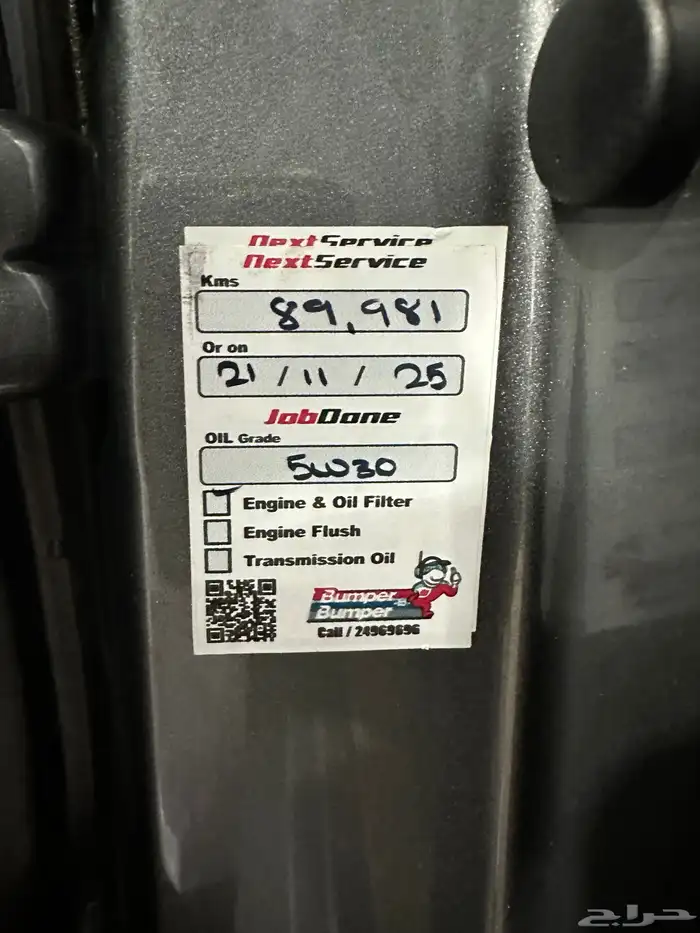 NextService
NextService
Kms
89,981
Or on
21 / 11 / 25
JobDone
OIL Grade
5W30
Engine & Oil Filter
Engine Flush
Transmission Oil
Bumper
to
Bumper
Call / 24969696
حراج